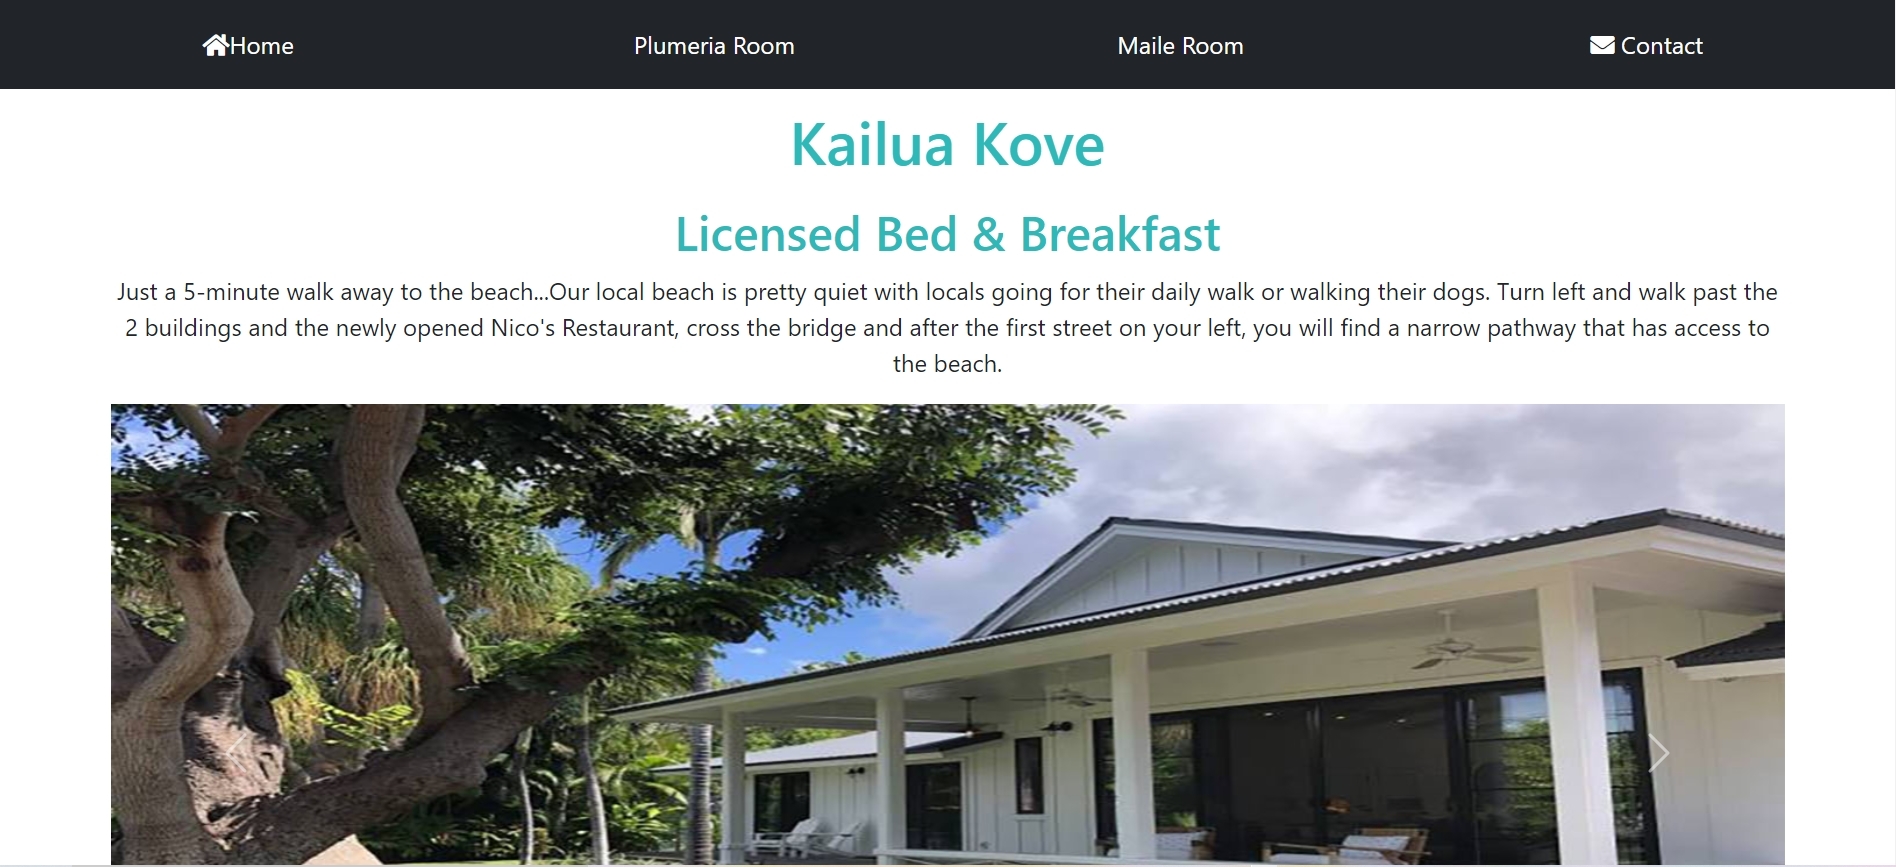 Home
Plumeria Room
Maile Room
Contact
Kailua Kove
Licensed Bed & Breakfast
Just a 5-minute walk away to the beach...Our local beach is pretty quiet with locals going for their daily walk or walking their dogs. Turn left and walk past the
2 buildings and the newly opened Nico's Restaurant, cross the bridge and after the first street on your left, you will find a narrow pathway that has access to
the beach.